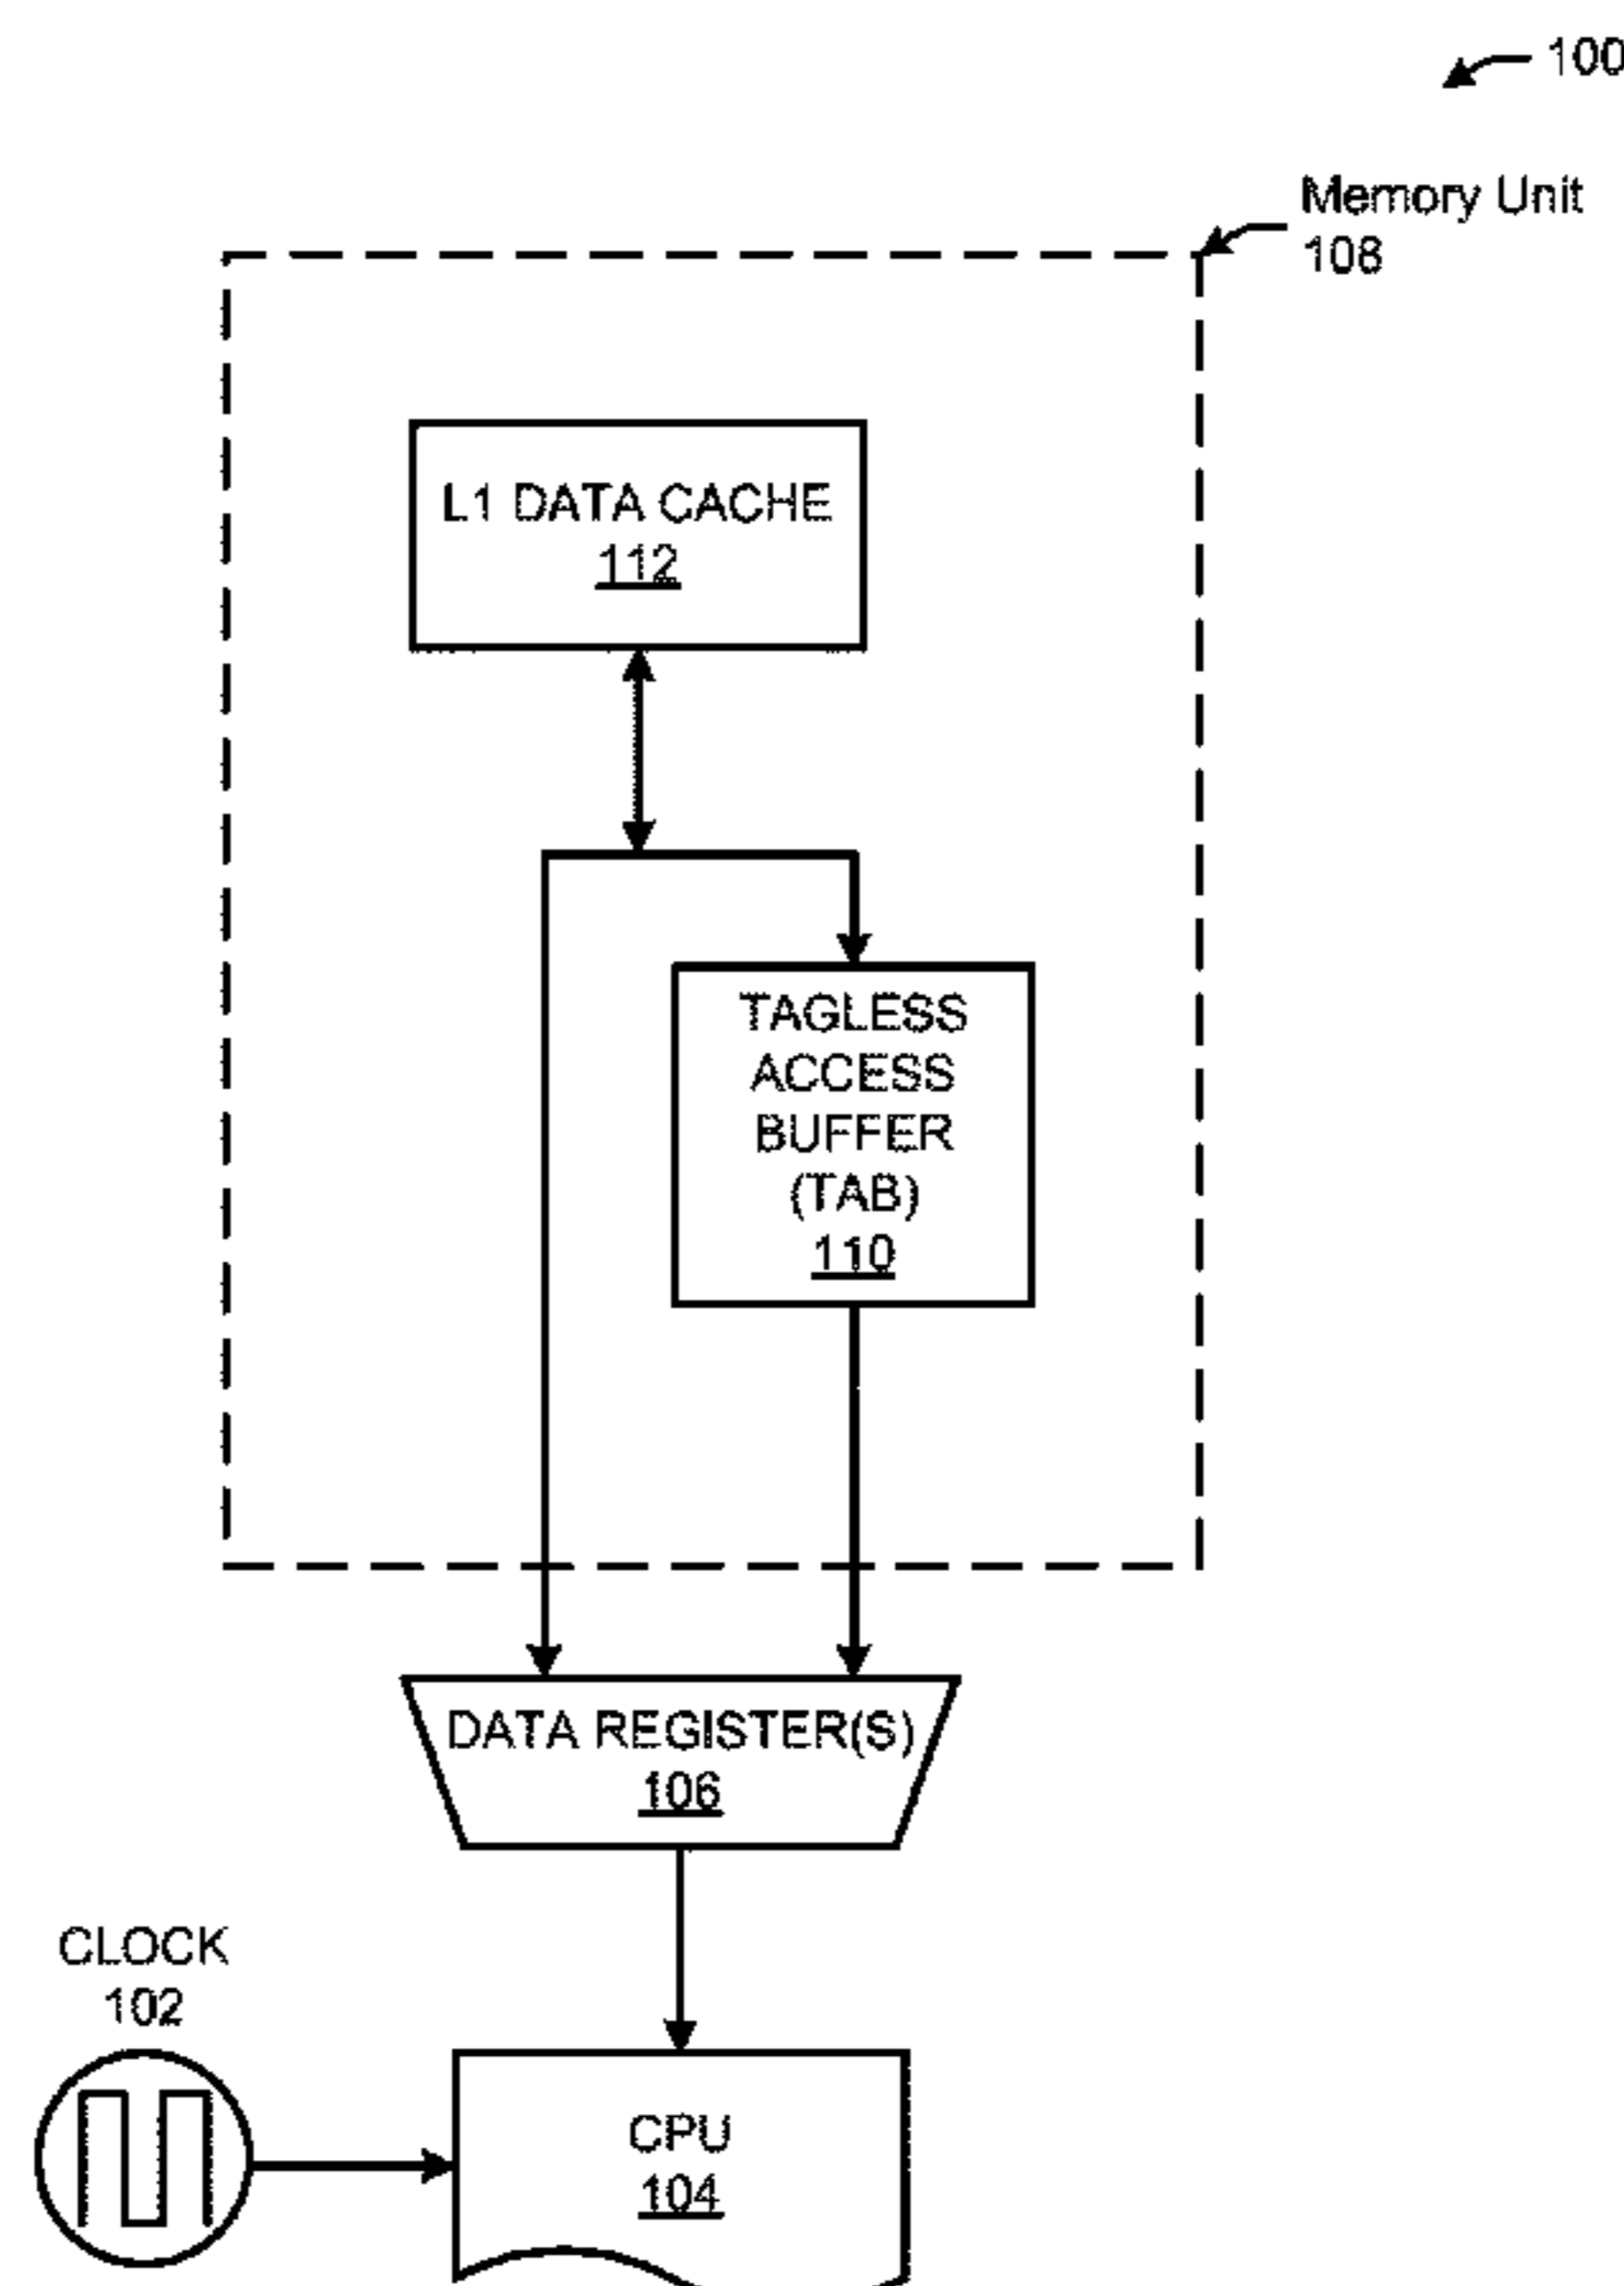 100
Memory Unit
108
L1 DATA CACHE
112
TAGLESS
ACCESS
BUFFER
(TAB)
110
DATA REGISTER(S)
106
CLOCK
102
CPU
104